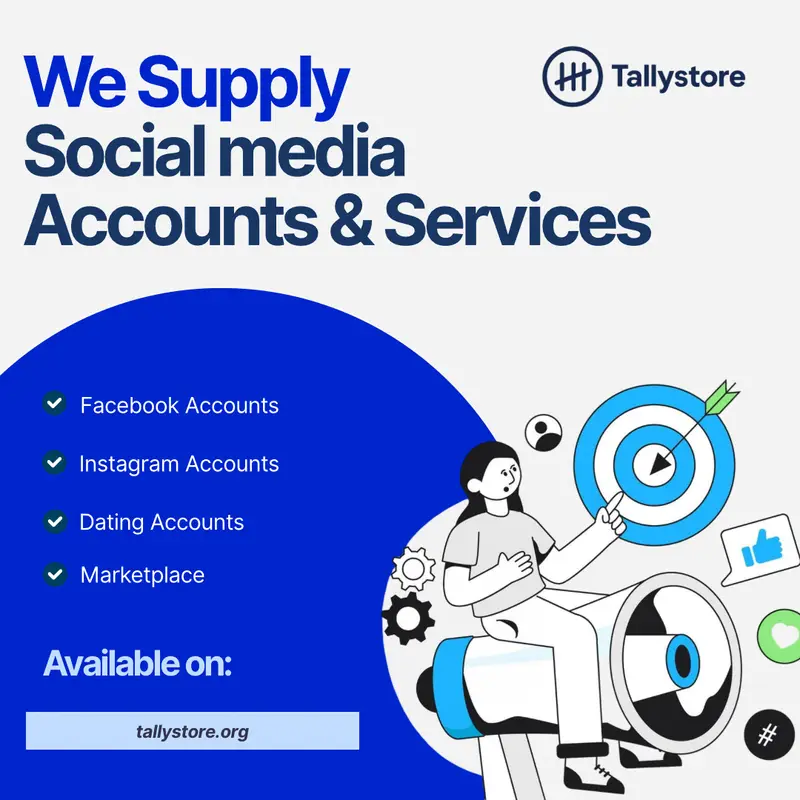 We Supply
Tallystore
Social media
Accounts & Services
Facebook Accounts
Instagram Accounts
Dating Accounts
Marketplace
Available on:
tallystore.org
#